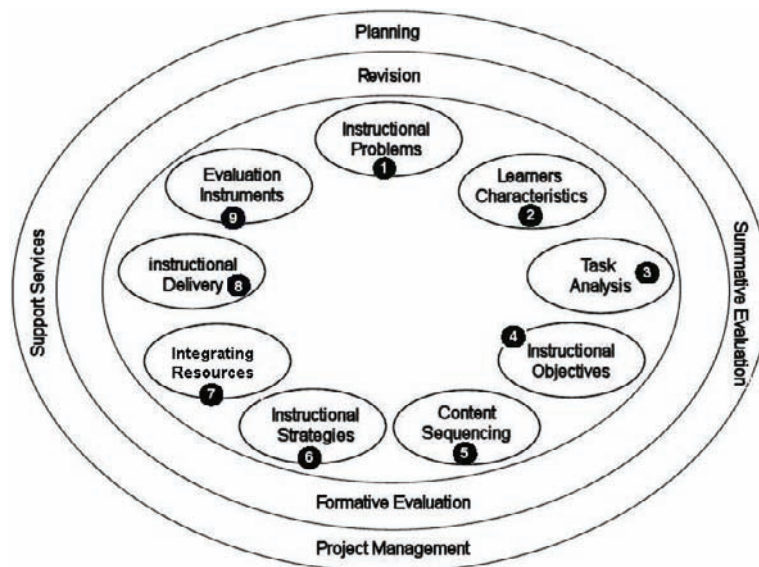 Planning
Revision
Instructional
Problems
1
Learners
Characteristics
2
Task
Analysis
3
4
Instructional
Objectives
Content
Sequencing
5
Instructional
Strategies
6
Integrating
Resources
7
instructional
Delivery
8
Evaluation
Instruments
9
Support Services
Summative Evaluation
Formative Evaluation
Project Management